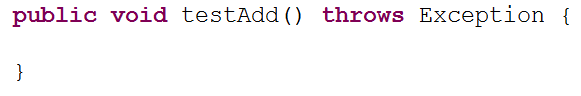 public void testAdd() throws Exception {
}